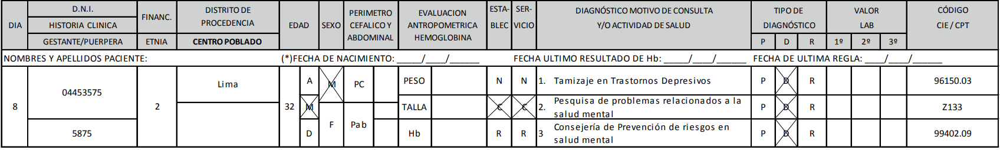 DIA
D.N.I.
HISTORIA CLINICA
GESTANTE/PUERPERA
FINANC.
ETNIA
DISTRITO DE
PROCEDENCIA
CENTRO POBLADO
EDAD
SEXO
PERIMETRO
CEFALICO Y
ABDOMINAL
EVALUACION
ANTROPOMETRICA
HEMOGLOBINA
ESTA-
BLEC
SER-
VICIO
DIAGNÓSTICO MOTIVO DE CONSULTA
Y/O ACTIVIDAD DE SALUD
TIPO DE
DIAGNÓSTICO
P D R
VALOR
LAB
1º 2º 3º
CÓDIGO
CIE / CPT
NOMBRES Y APELLIDOS PACIENTE: (*)FECHA DE NACIMIENTO: _____/____/______ FECHA ULTIMO RESULTADO DE Hb: _____/____/______ FECHA DE ULTIMA REGLA: ____/____/______
8
04453575
5875
2
Lima
32
A
M
D
M
F
PC
Pab
PESO
TALLA
Hb
N
C
R
N
C
R
1. Tamizaje en Trastornos Depresivos
P D R
96150.03
2. Pesquisa de problemas relacionados a la
salud mental
P D R
Z133
3 Consejería de Prevención de riesgos en
salud mental
P D R
99402.09